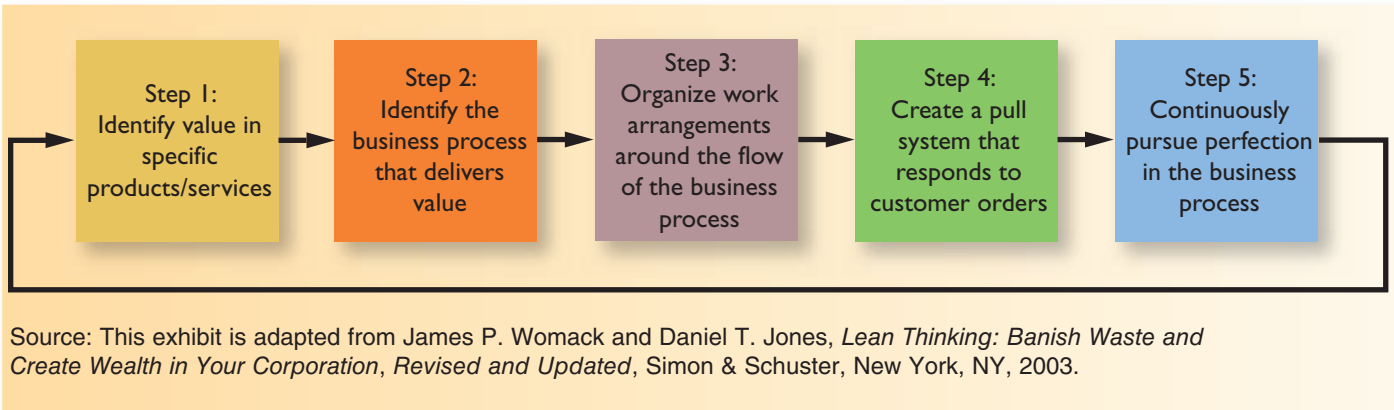 Step 1:
Identify value in
specific
products/services
Step 2:
Identify the
business process
that delivers
value
Step 3:
Organize work
arrangements
around the flow
of the business
process
Step 4:
Create a pull
system that
responds to
customer orders
Step 5:
Continuously
pursue perfection
in the business
process
Source: This exhibit is adapted from James P. Womack and Daniel T. Jones, Lean Thinking: Banish Waste and
Create Wealth in Your Corporation, Revised and Updated, Simon & Schuster, New York, NY, 2003.